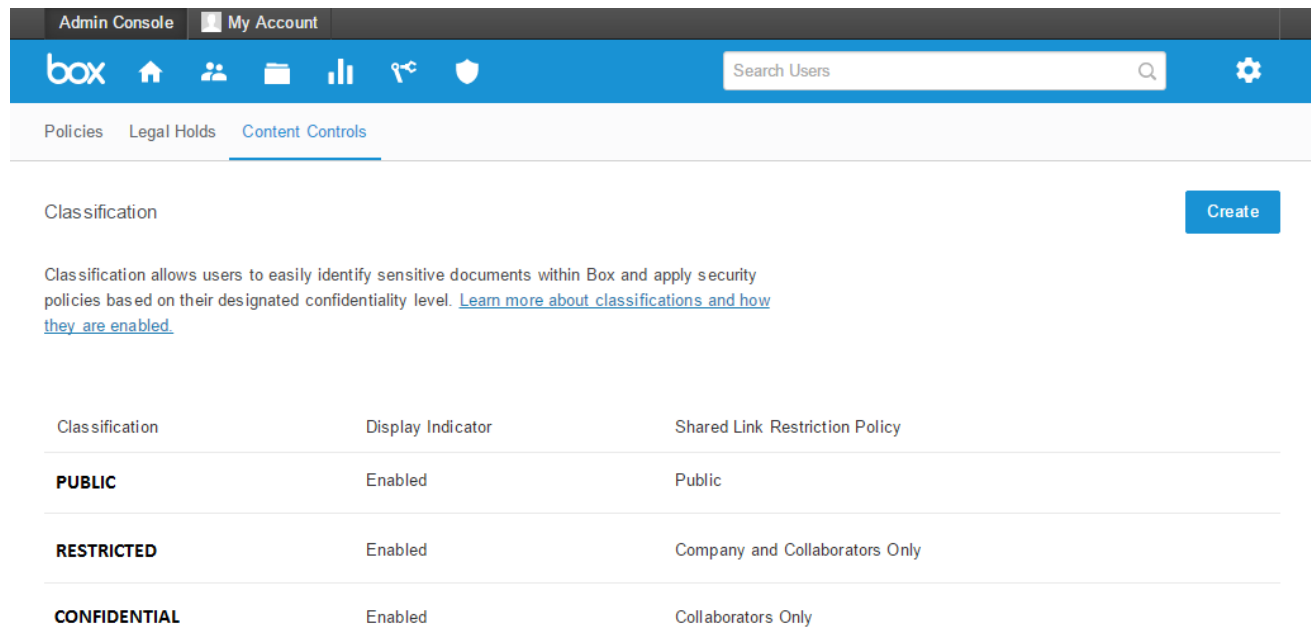 Admin Console My Account
box Search Users
Policies Legal Holds Content Controls
Classification Create
Classification allows users to easily identify sensitive documents within Box and apply security
policies based on their designated confidentiality level. Learn more about classifications and how
they are enabled.
Classification Display Indicator Shared Link Restriction Policy
PUBLIC Enabled Public
RESTRICTED Enabled Company and Collaborators Only
CONFIDENTIAL Enabled Collaborators Only